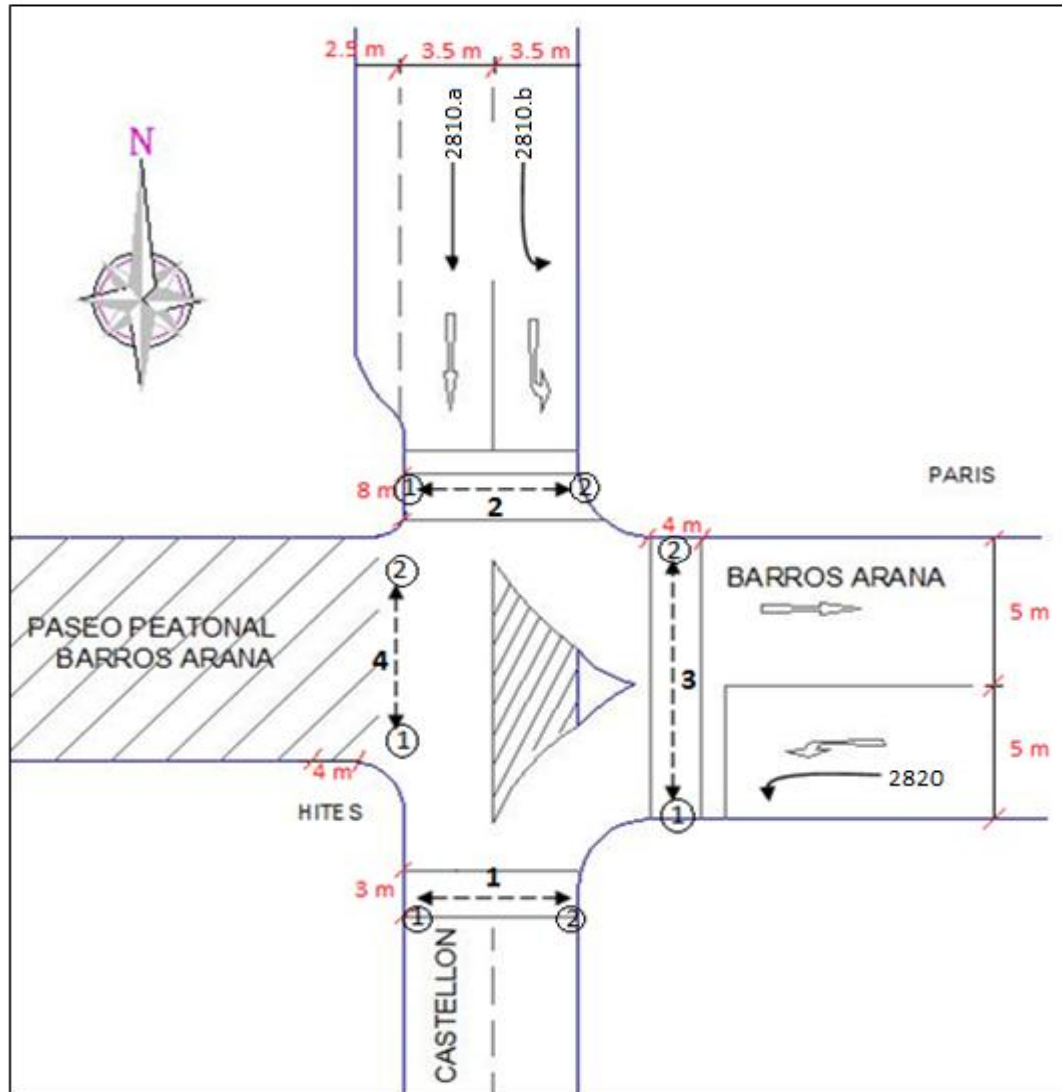 2.5 m 3.5 m 3.5 m
2810.a
2810.b
N
PARIS
8 m
1 2
2
4 m
2
BARROS ARANA
5 m
PASEO PEATONAL
BARROS ARANA
2
4
1
3
5 m
2820
4 m
1
HITES
1
3 m
1 2
CASTELLON